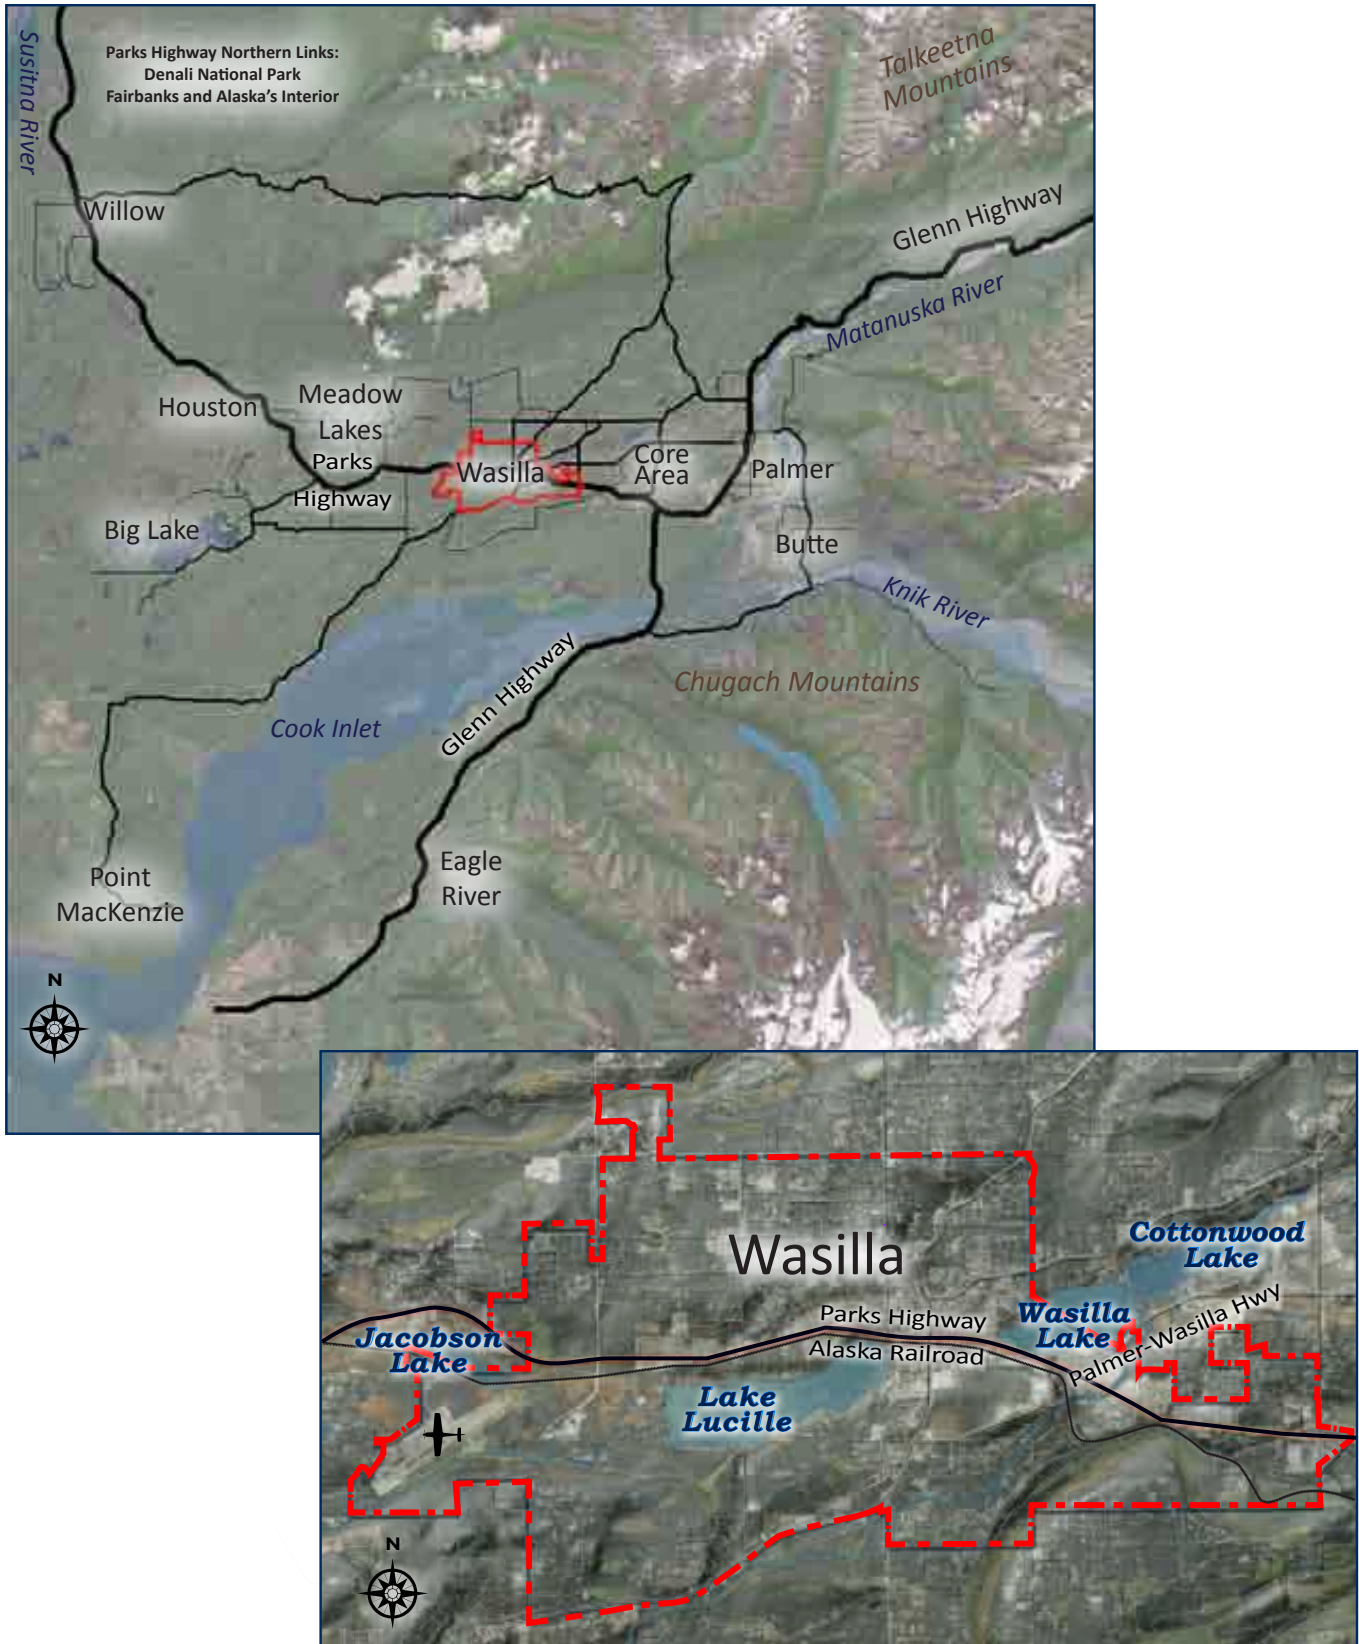 Susitna River
Parks Highway Northern Links:
Denali National Park
Fairbanks and Alaska's Interior
Talkeetna
Mountains
Willow
Glenn Highway
Matanuska River
Houston
Meadow
Lakes
Parks
Highway
Wasilla
Core
Area
Palmer
Big Lake
Butte
Knik River
Glenn Highway
Chugach Mountains
Cook Inlet
Eagle
River
Point
MacKenzie
N
Wasilla
Cottonwood
Lake
Parks Highway
Wasilla
Lake
Palmer-Wasilla Hwy
Jacobson
Lake
Alaska Railroad
Lake
Lucille
N